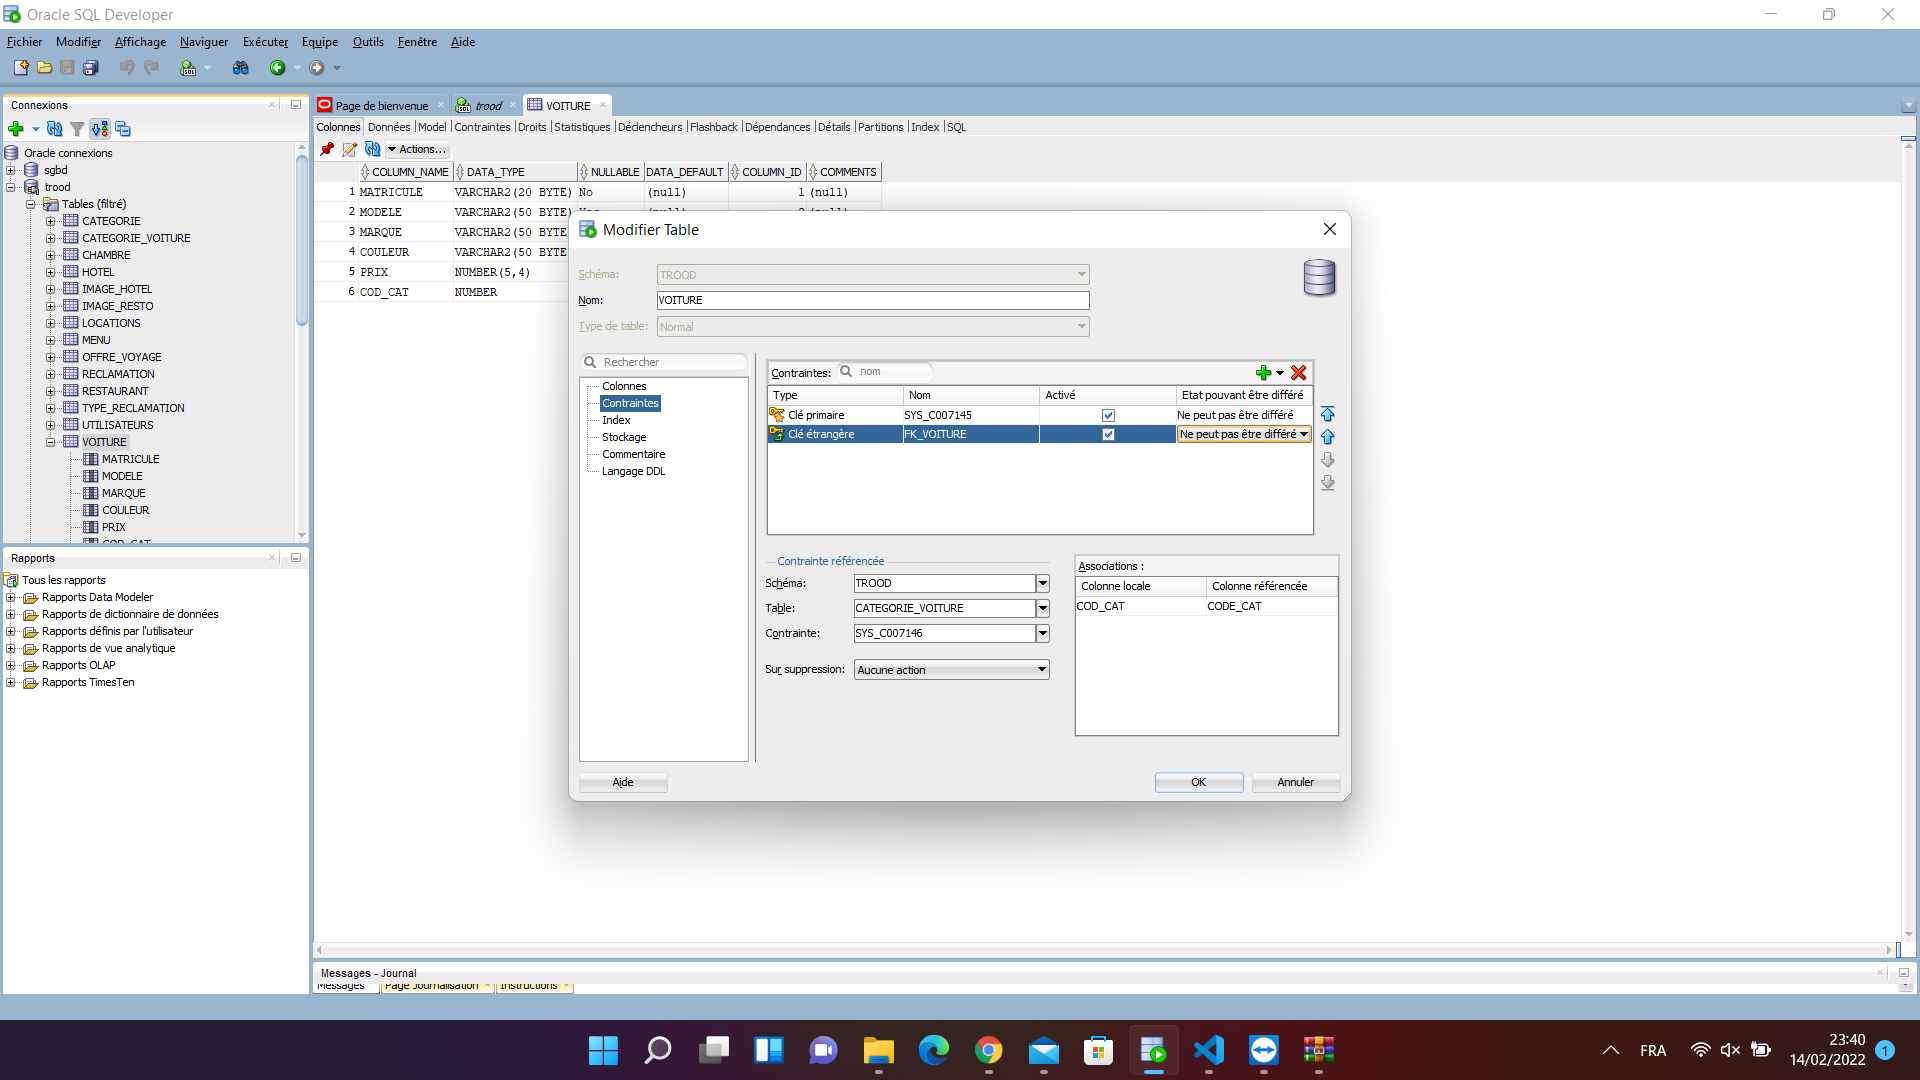 Oracle SQL Developer
Fichier Modifier Affichage Naviguer Exécuter Equipe Outils Fenêtre Aide
Connexions
Oracle connexions
sgbd
trood
Tables (filtré)
CATEGORIE
CATEGORIE_VOITURE
CHAMBRE
HOTEL
IMAGE_HOTEL
IMAGE_RESTO
LOCATIONS
MENU
OFFRE_VOYAGE
RECLAMATION
RESTAURANT
TYPE_RECLAMATION
UTILISATEURS
VOITURE
MATRICULE
MODELE
MARQUE
COULEUR
PRIX
COD_CAT
Rapports
Tous les rapports
Rapports Data Modeler
Rapports de dictionnaire de données
Rapports définis par l'utilisateur
Rapports de vue analytique
Rapports OLAP
Rapports TimesTen
Page de bienvenue trood VOITURE
Colonnes Données Model Contraintes Droits Statistiques Déclencheurs Flashback Dépendances Détails Partitions Index SQL
Actions...
COLUMN_NAME DATA_TYPE NULLABLE DATA_DEFAULT COLUMN_ID COMMENTS
1 MATRICULE VARCHAR2(20 BYTE) No (null) 1 (null)
2 MODELE VARCHAR2(50 BYTE)
3 MARQUE VARCHAR2(50 BYTE
4 COULEUR VARCHAR2(50 BYTE
5 PRIX NUMBER(5,4)
6 COD_CAT NUMBER
Modifier Table
Schéma: TROOD
Nom: VOITURE
Type de table: Normal
Rechercher
Colonnes
Contraintes
Index
Stockage
Commentaire
Langage DDL
Contraintes: nom
Type Nom Activé Etat pouvant être différé
Clé primaire SYS_C007145 Ne peut pas être différé
Clé étrangère FK_VOITURE Ne peut pas être différé
Contrainte référencée
Schéma: TROOD
Table: CATEGORIE_VOITURE
Contrainte: SYS_C007146
Sur suppression: Aucune action
Associations :
Colonne locale Colonne référencée
COD_CAT CODE_CAT
Aide OK Annuler
Messages - Journal
Messages Page Journalisation Instructions
FRA
23:40
14/02/2022
1